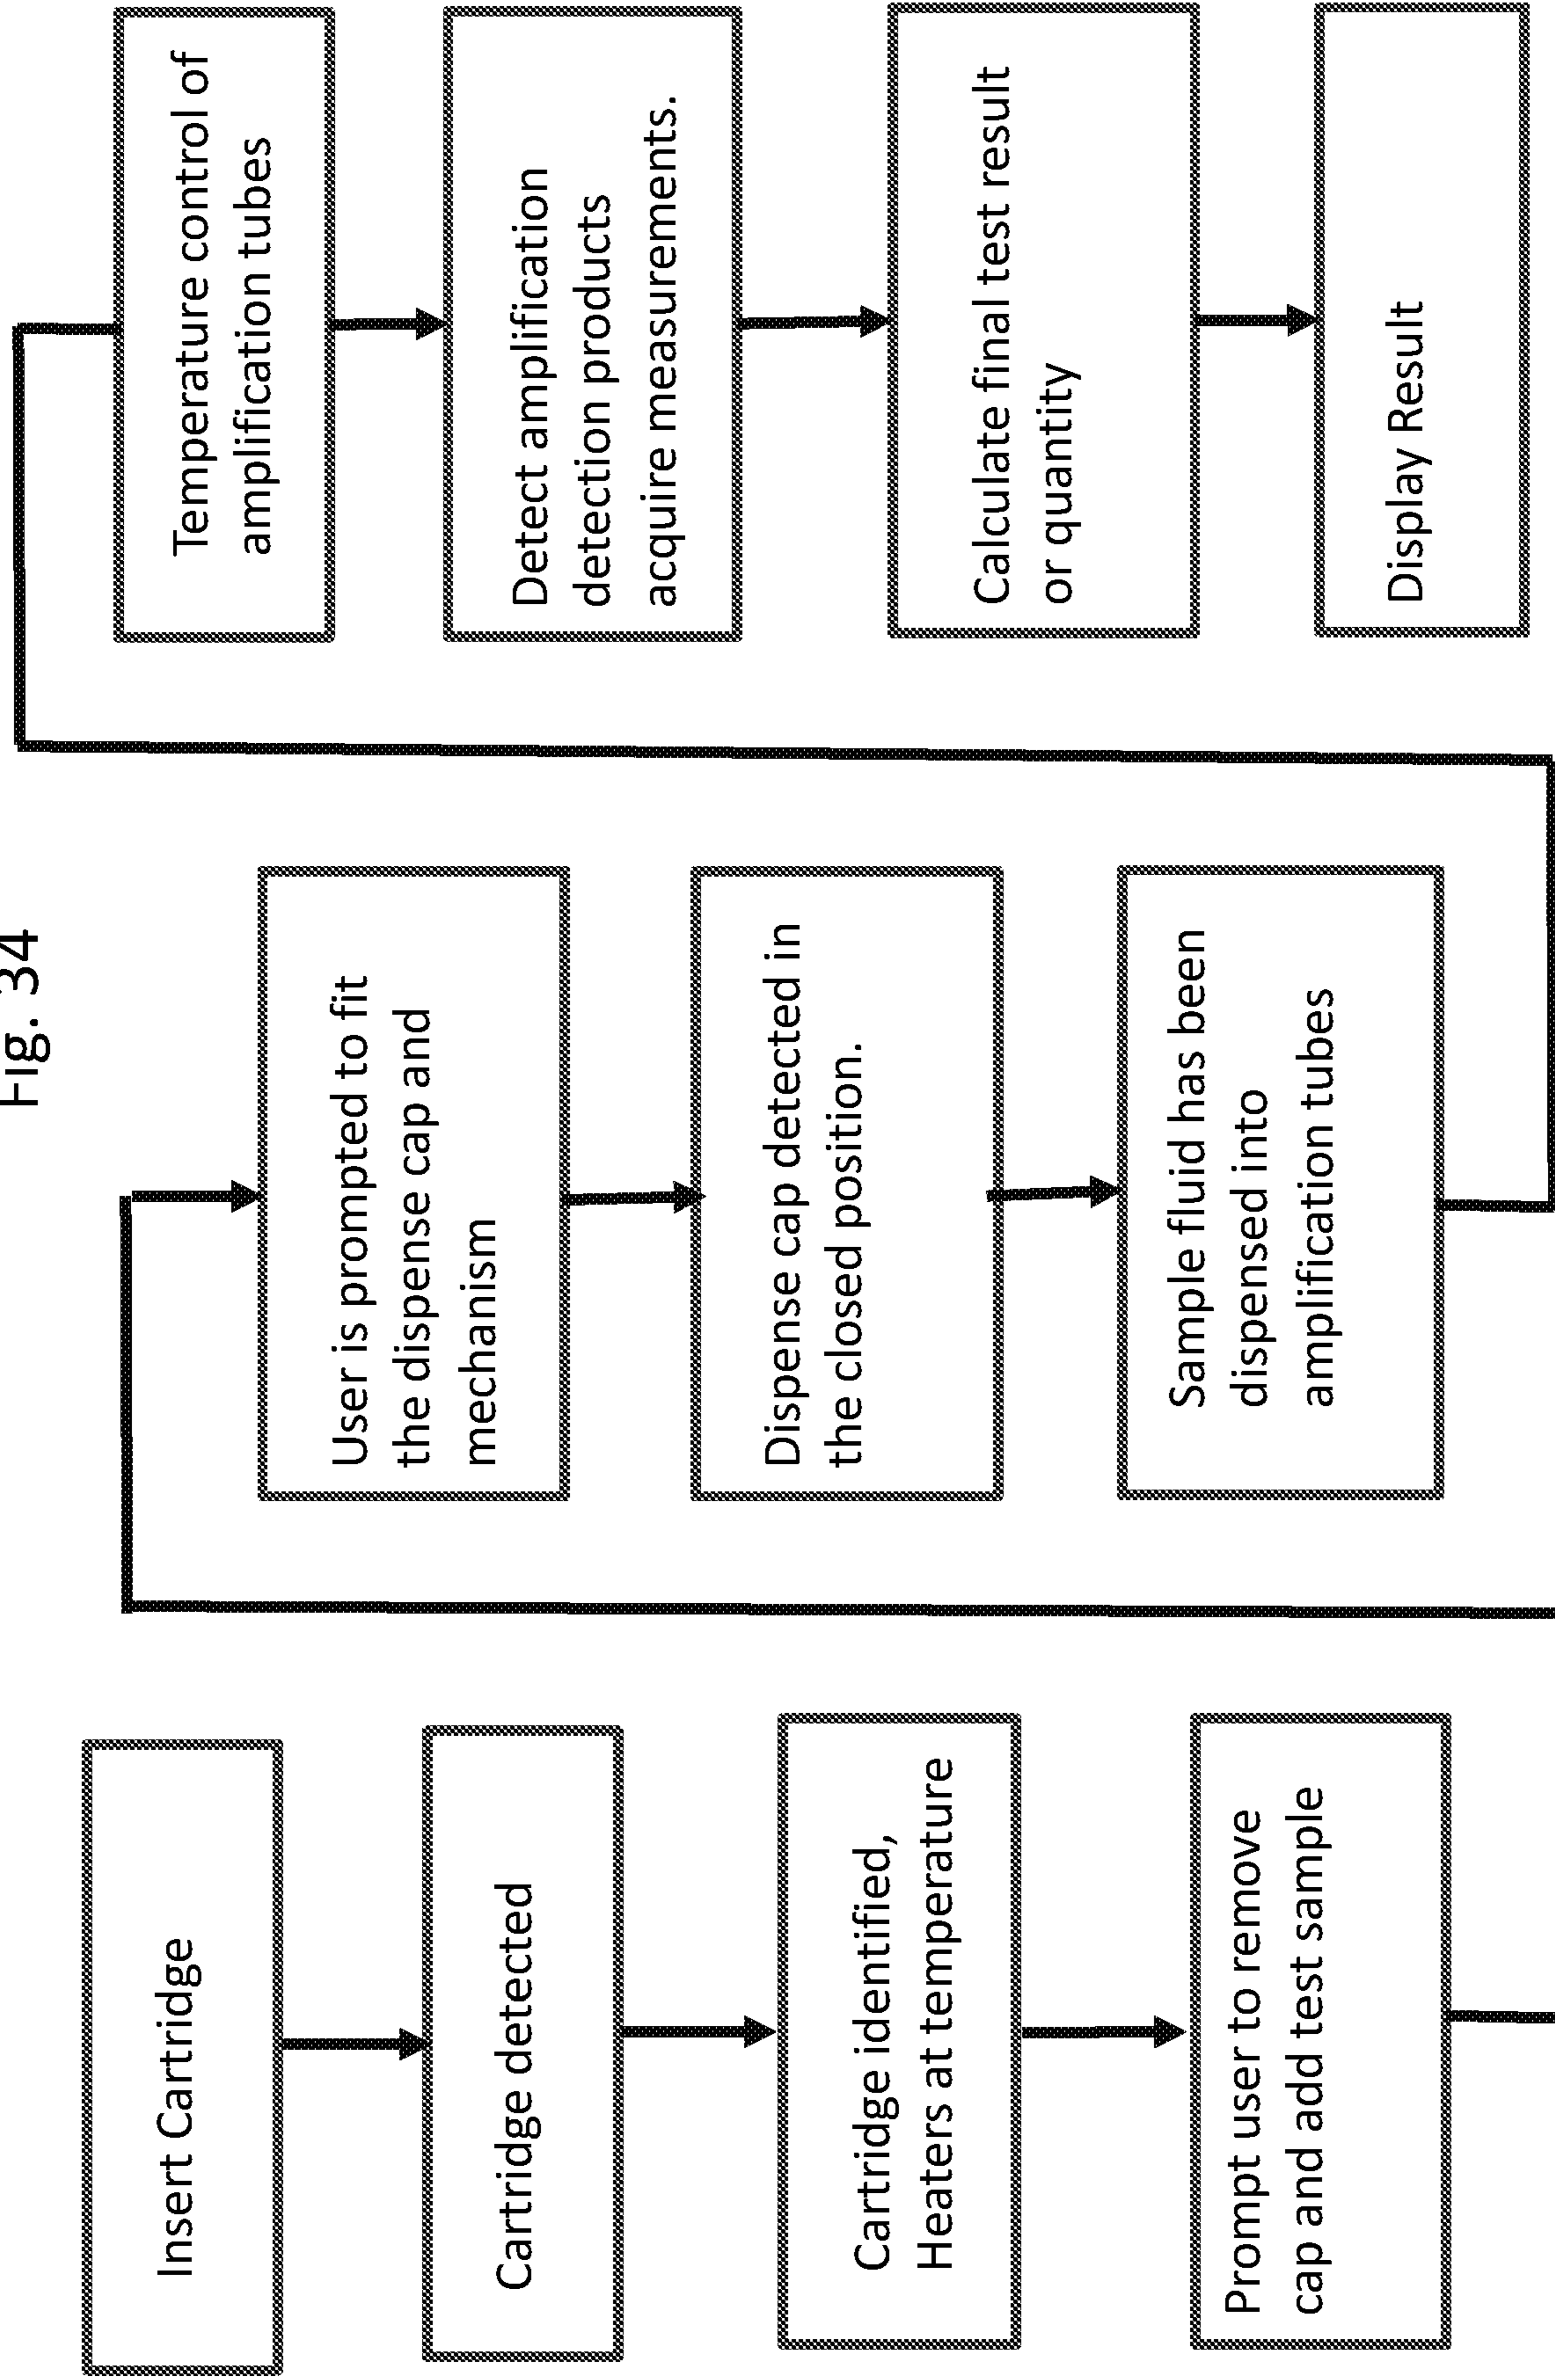 Fig. 34
Insert Cartridge
Cartridge detected
Cartridge identified,
Heaters at temperature
Prompt user to remove
cap and add test sample
User is prompted to fit
the dispense cap and
mechanism
Dispense cap detected in
the closed position.
Sample fluid has been
dispensed into
amplification tubes
Temperature control of
amplification tubes
Detect amplification
detection products
acquire measurements.
Calculate final test result
or quantity
Display Result